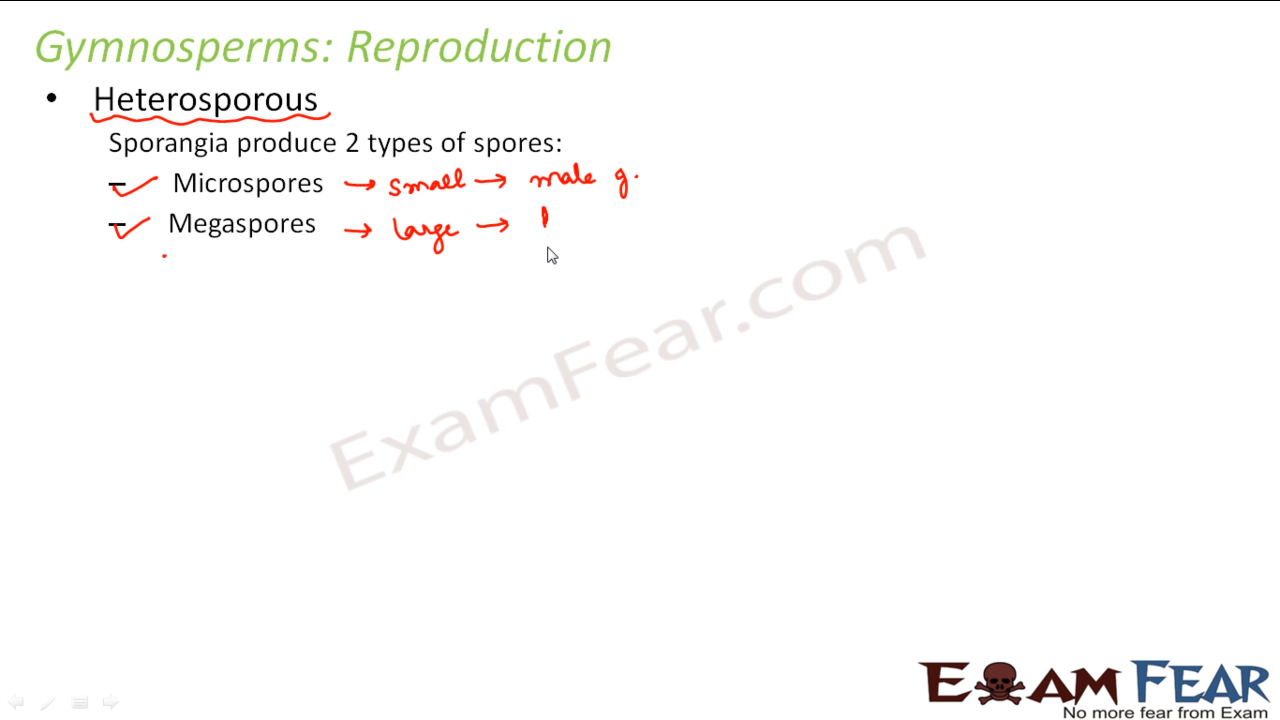 Gymnosperms: Reproduction
• Heterosporous
Sporangia produce 2 types of spores:
– Microspores → small → male g.
– Megaspores → large →
ExamFear.com
EXAM FEAR
No more fear from Exam